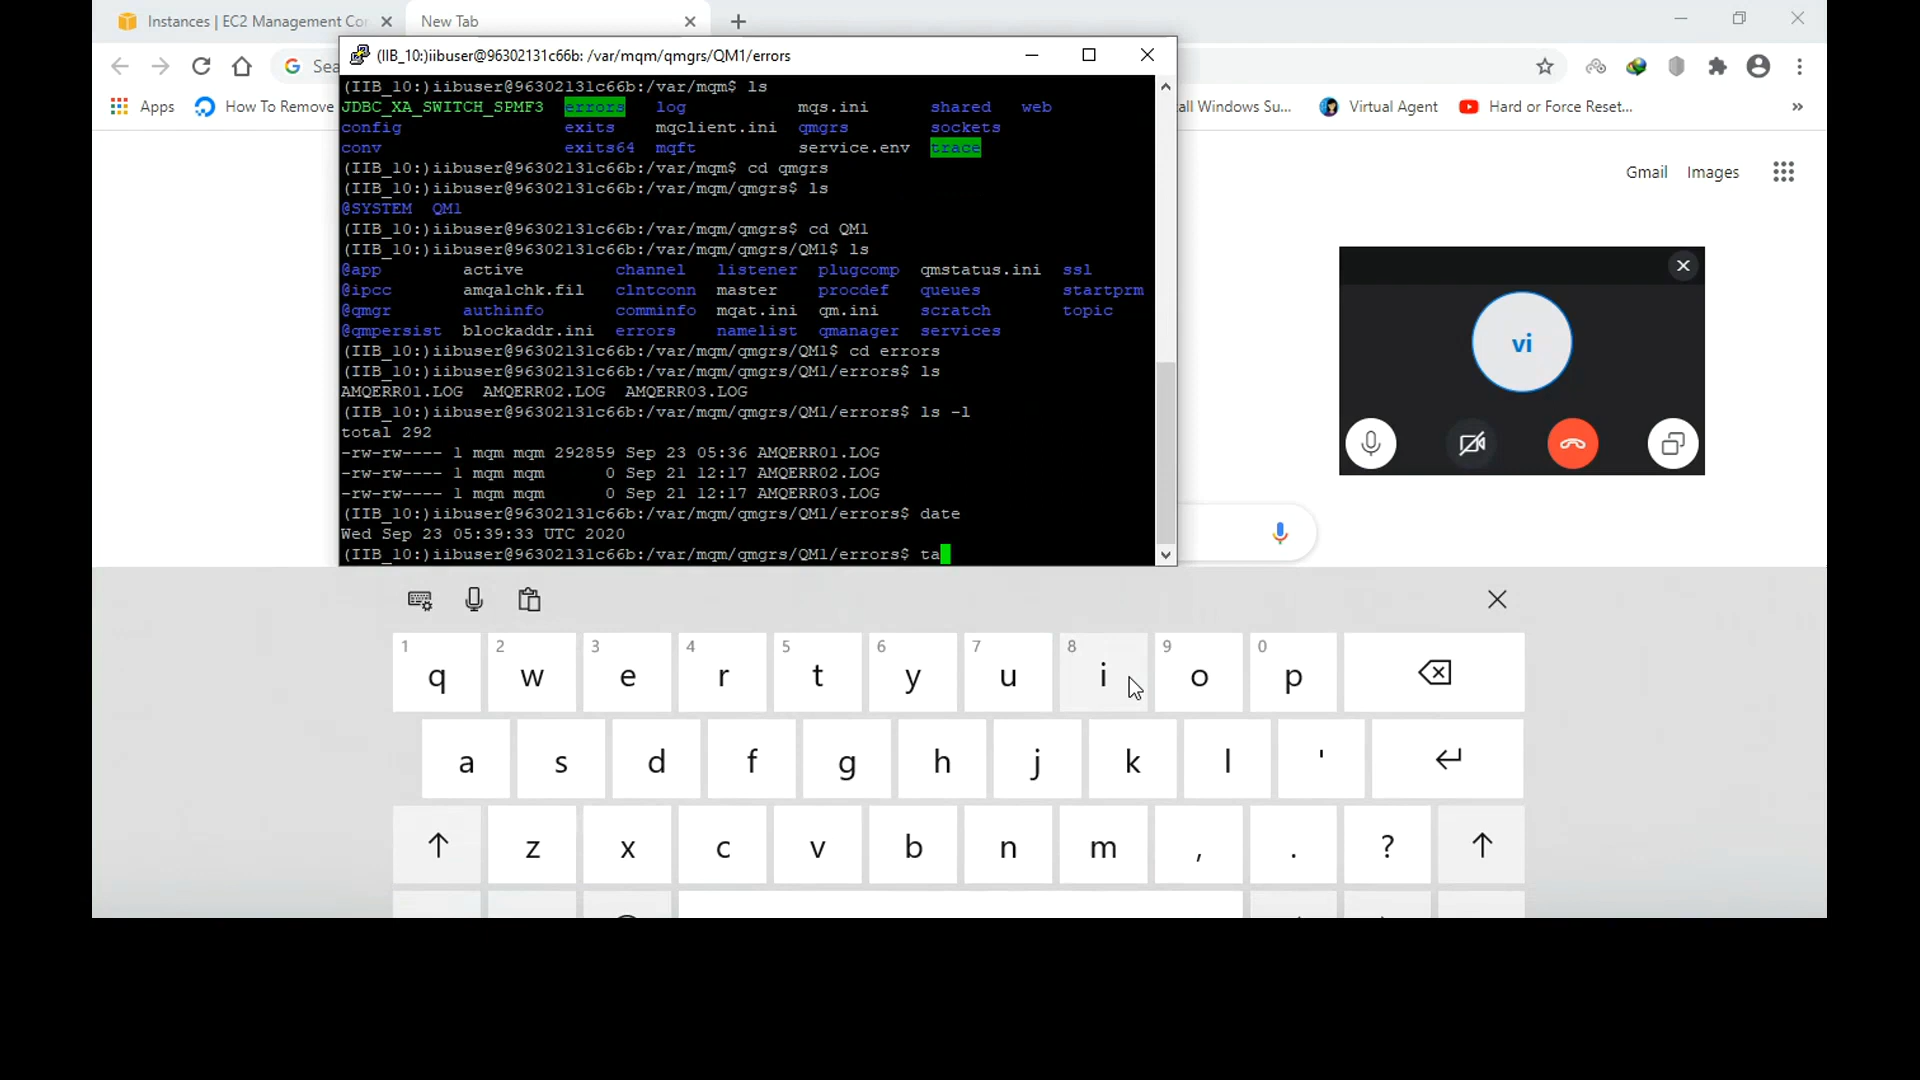 Instances | EC2 Management Co
New Tab
(IIB_10:)iibuser@96302131c66b: /var/mqm/qmgrs/QM1/errors
Sea
Apps
How To Remove
all Windows Su...
Virtual Agent
Hard or Force Reset...
»
Gmail
Images
(IIB_10:)iibuser@96302131c66b:/var/mqm$ ls
JDBC_XA_SWITCH_SPMF3 errors log mqs.ini shared web
config exits mqclient.ini qmgrs sockets
conv exits64 mqft service.env trace
(IIB_10:)iibuser@96302131c66b:/var/mqm$ cd qmgrs
(IIB_10:)iibuser@96302131c66b:/var/mqm/qmgrs$ ls
@SYSTEM QM1
(IIB_10:)iibuser@96302131c66b:/var/mqm/qmgrs$ cd QM1
(IIB_10:)iibuser@96302131c66b:/var/mqm/qmgrs/QM1$ ls
@app active channel listener plugcomp qmstatus.ini ssl
@ipcc amqalchk.fil clntconn master procdef queues startprm
@qmgr authinfo comminfo mqat.ini qm.ini scratch topic
@qmpersist blockaddr.ini errors namelist qmanager services
(IIB_10:)iibuser@96302131c66b:/var/mqm/qmgrs/QM1$ cd errors
(IIB_10:)iibuser@96302131c66b:/var/mqm/qmgrs/QM1/errors$ ls
AMQERR01.LOG AMQERR02.LOG AMQERR03.LOG
(IIB_10:)iibuser@96302131c66b:/var/mqm/qmgrs/QM1/errors$ ls -l
total 292
-rw-rw---- 1 mqm mqm 292859 Sep 23 05:36 AMQERR01.LOG
-rw-rw---- 1 mqm mqm 0 Sep 21 12:17 AMQERR02.LOG
-rw-rw---- 1 mqm mqm 0 Sep 21 12:17 AMQERR03.LOG
(IIB_10:)iibuser@96302131c66b:/var/mqm/qmgrs/QM1/errors$ date
Wed Sep 23 05:39:33 UTC 2020
(IIB_10:)iibuser@96302131c66b:/var/mqm/qmgrs/QM1/errors$ ta
vi
1 2 3 4 5 6 7 8 9 0
q w e r t y u i o p
a s d f g h j k l '
z x c v b n m , . ?